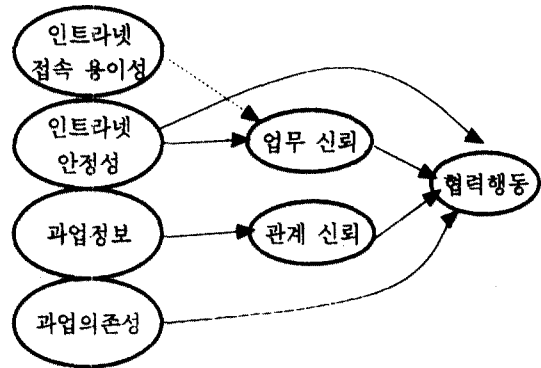 인트라넷
접속 용이성
인트라넷
안정성
업무 신뢰
협력행동
과업정보
관계 신뢰
과업의존성